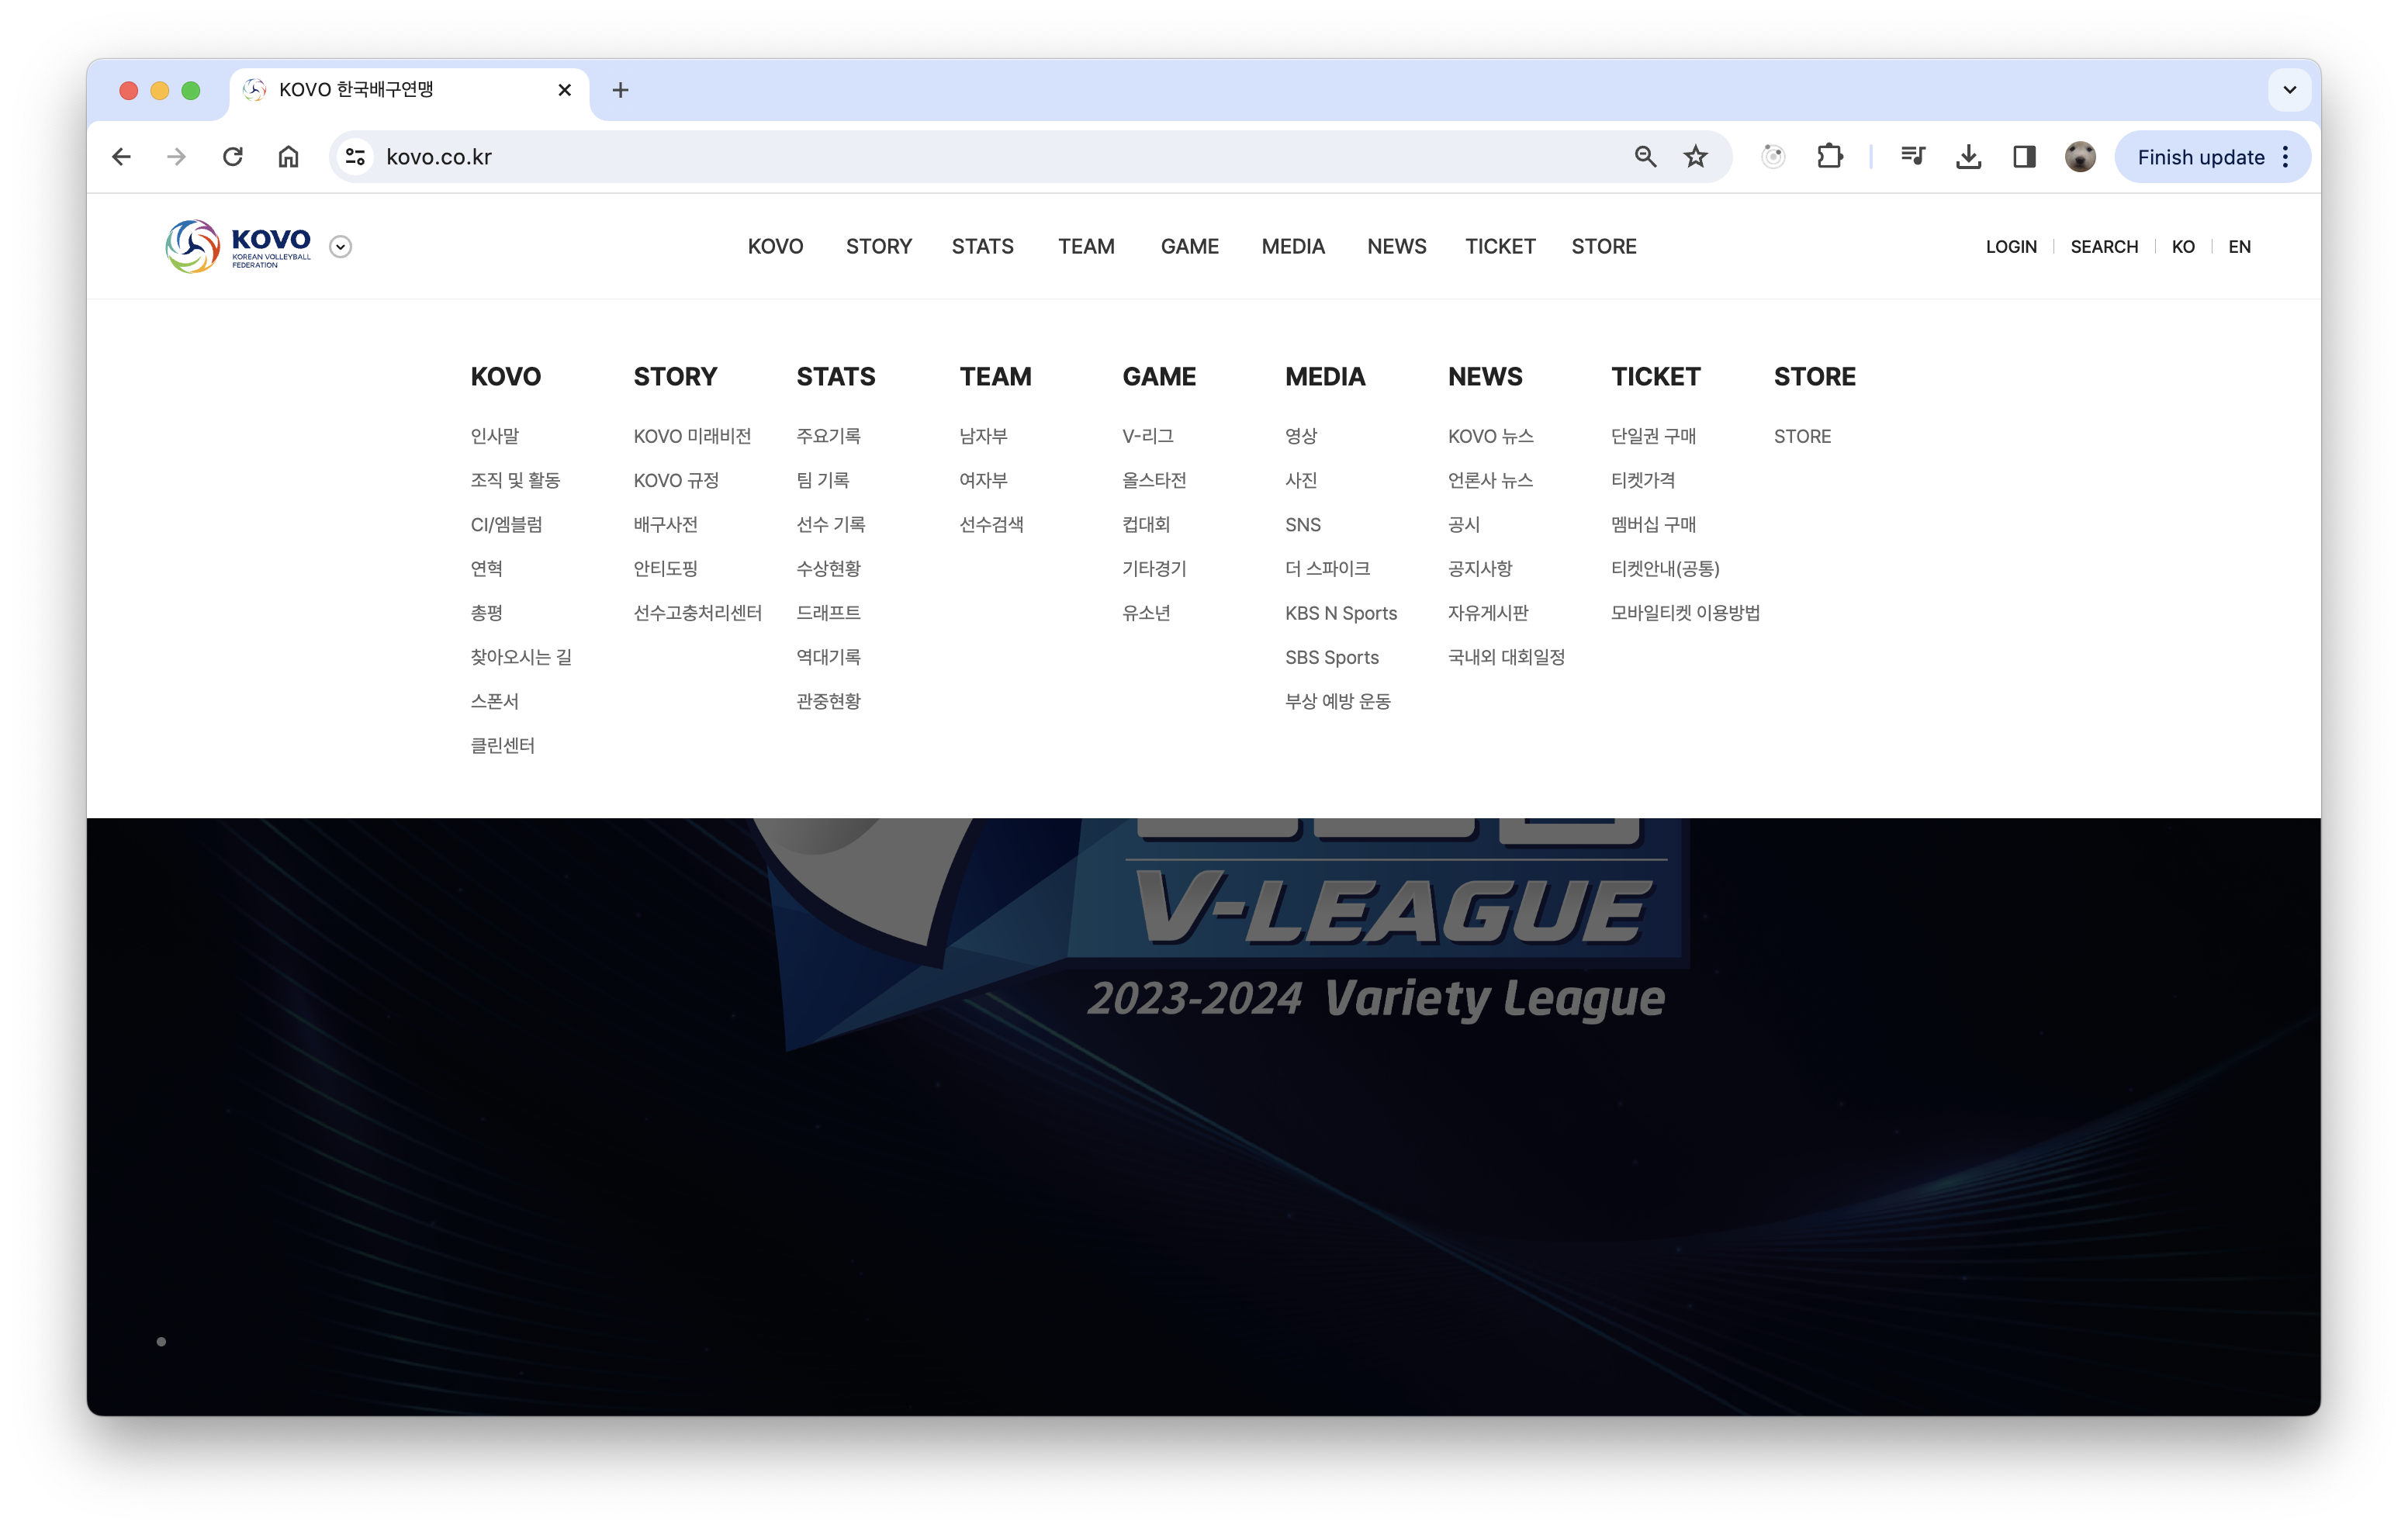 KOVO 한국배구연맹
kovo.co.kr
Finish update
KOVO
KOREAN VOLLEYBALL
FEDERATION
KOVO STORY STATS TEAM GAME MEDIA NEWS TICKET STORE
LOGIN SEARCH KO EN
KOVO
인사말
조직 및 활동
CI/엠블럼
연혁
총평
찾아오시는 길
스폰서
클린센터
STORY
KOVO 미래비전
KOVO 규정
배구사전
안티도핑
선수고충처리센터
STATS
주요기록
팀 기록
선수 기록
수상현황
드래프트
역대기록
관중현황
TEAM
남자부
여자부
선수검색
GAME
V-리그
올스타전
컵대회
기타경기
유소년
MEDIA
영상
사진
SNS
더 스파이크
KBS N Sports
SBS Sports
부상 예방 운동
NEWS
KOVO 뉴스
언론사 뉴스
공시
공지사항
자유게시판
국내외 대회일정
TICKET
단일권 구매
티켓가격
멤버십 구매
티켓안내(공통)
모바일티켓 이용방법
STORE
STORE
V-LEAGUE
2023-2024 Variety League